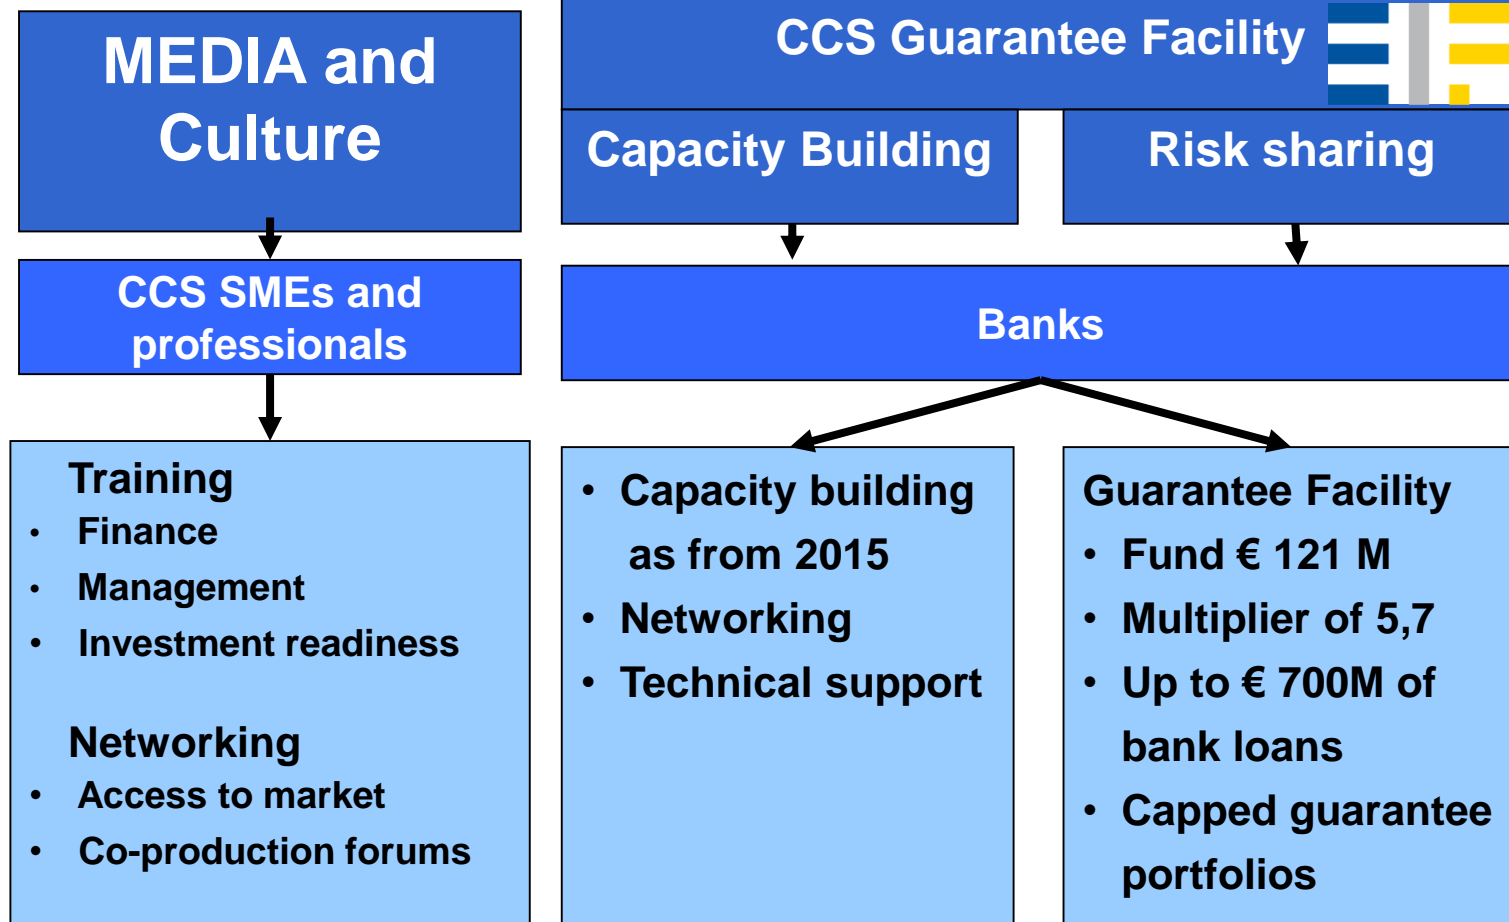 MEDIA and
Culture
CCS SMEs and
professionals
Training
• Finance
• Management
• Investment readiness
Networking
• Access to market
• Co-production forums
CCS Guarantee Facility
Capacity Building
Risk sharing
Banks
• Capacity building
as from 2015
• Networking
• Technical support
Guarantee Facility
• Fund € 121 M
• Multiplier of 5,7
• Up to € 700M of
bank loans
• Capped guarantee
portfolios